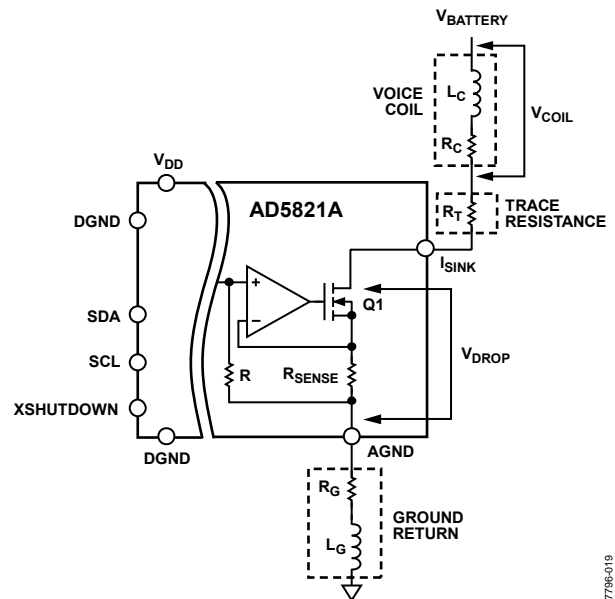 VBATTERY
VOICE
COIL
LC
VCOIL
RC
VDD
AD5821A
DGND
RT
TRACE
RESISTANCE
ISINK
+
–
Q1
SDA
VDROP
SCL
R
RSENSE
XSHUTDOWN
DGND
AGND
RG
GROUND
RETURN
LG
7796-019